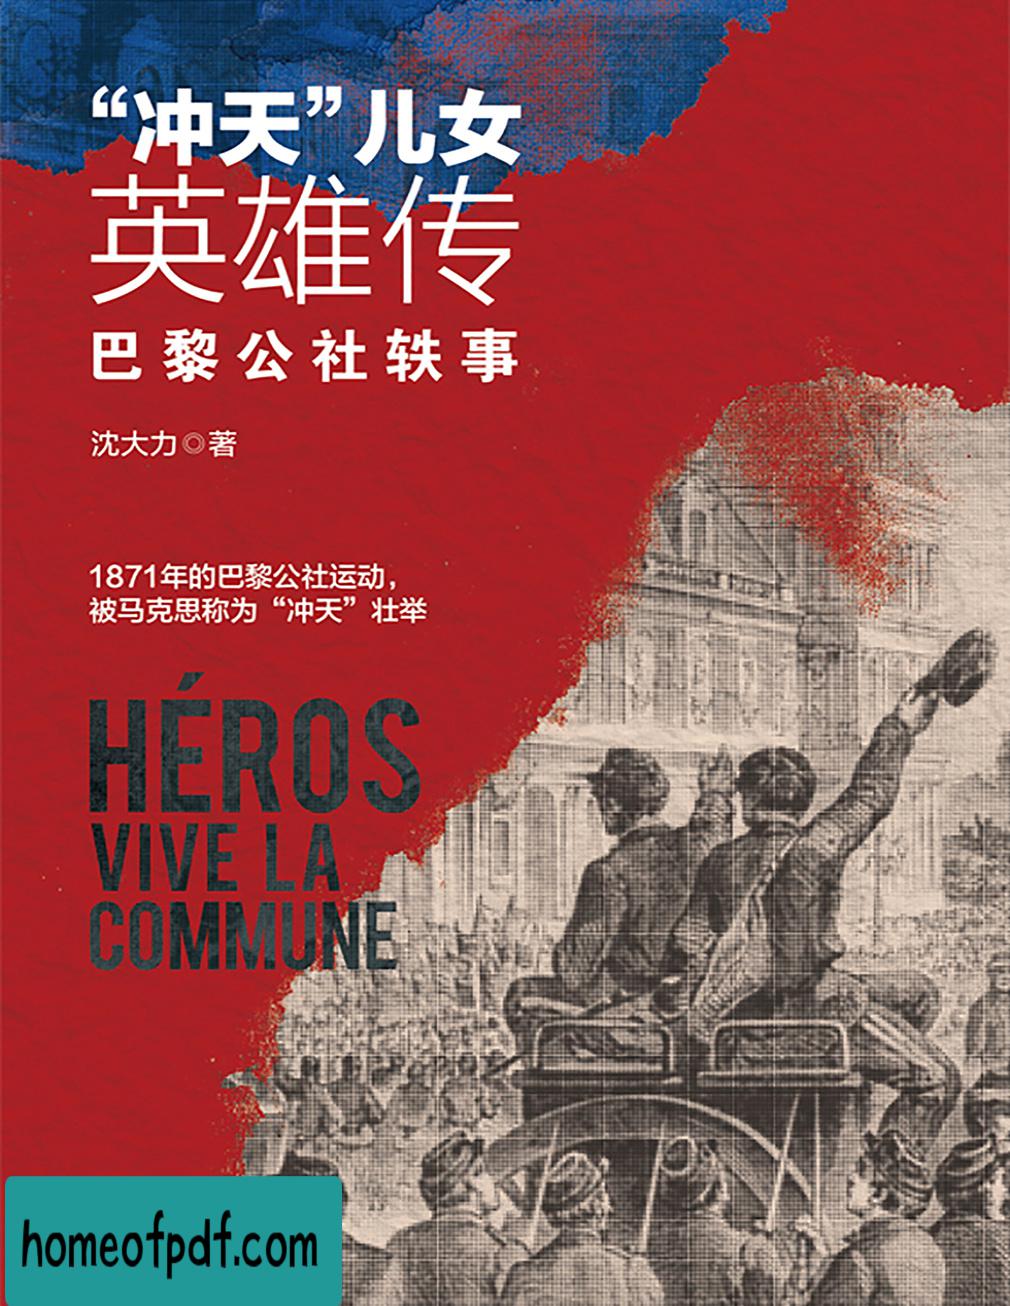 “冲天”儿女
英雄传
巴黎公社轶事
沈大力◎著
1871年的巴黎公社运动，
被马克思称为“冲天”壮举
HÉROS
VIVE LA
COMMUNE
homeofpdf.com